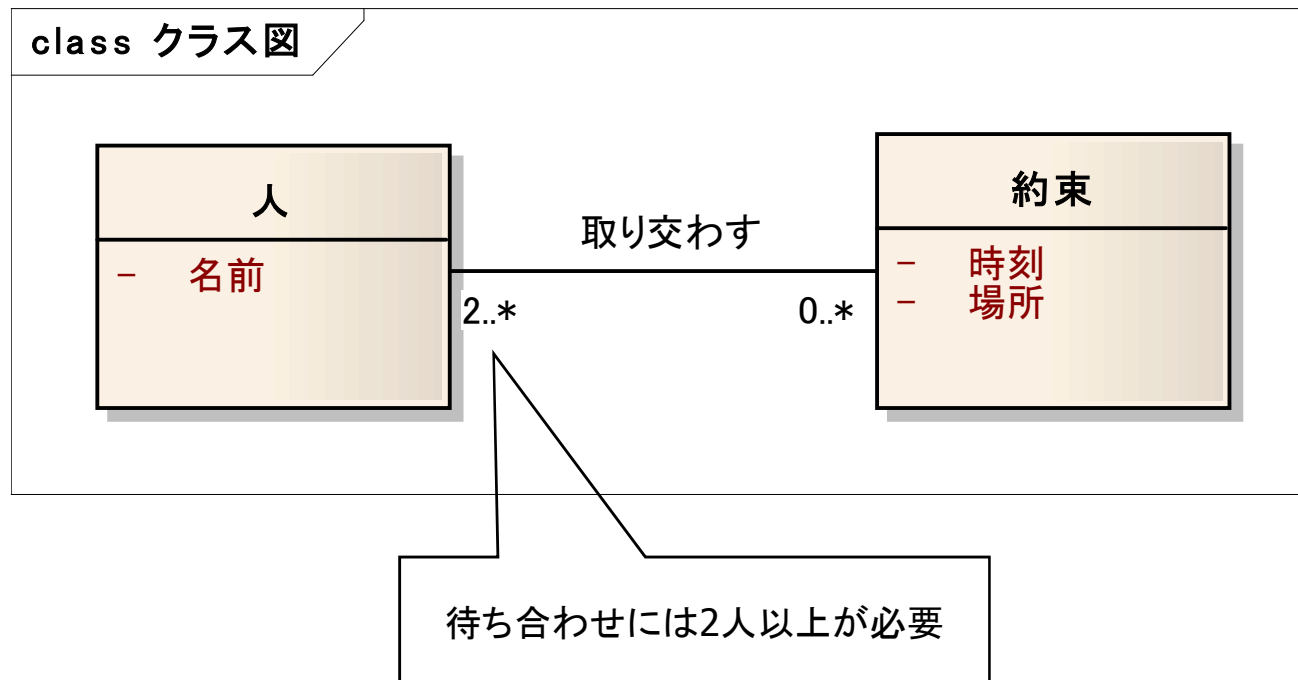 class クラス図
人
- 名前
取り交わす
2..*
0..*
約束
- 時刻
- 場所
待ち合わせには2人以上が必要